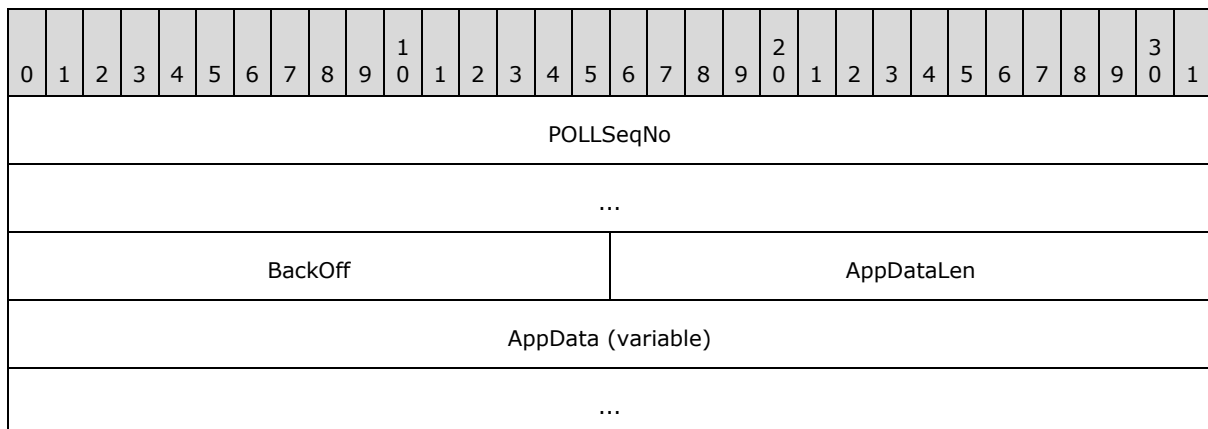 1 2 3
0 1 2 3 4 5 6 7 8 9 0 1 2 3 4 5 6 7 8 9 0 1 2 3 4 5 6 7 8 9 0 1
POLLSeqNo
...
BackOff AppDataLen
AppData (variable)
...